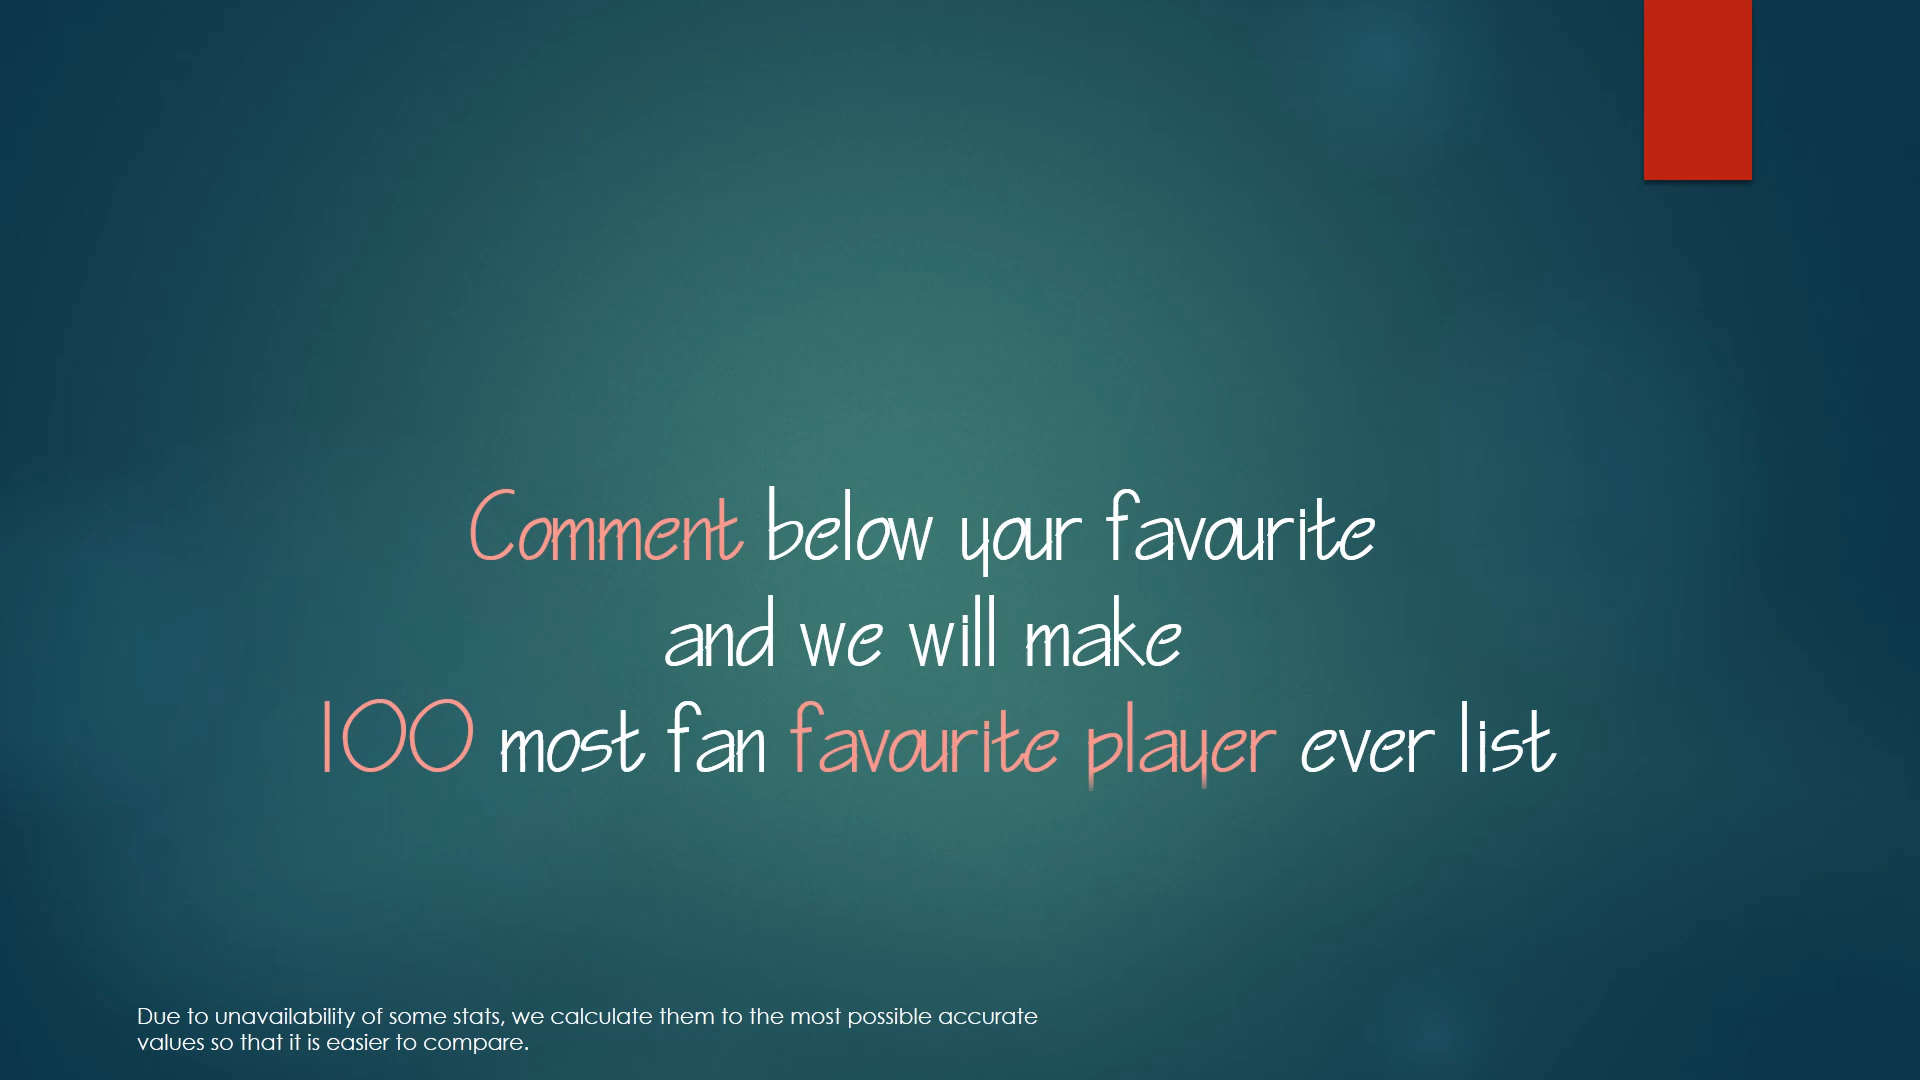 Comment below your favourite
and we will make
100 most fan favourite player ever list
Due to unavailability of some stats, we calculate them to the most possible accurate
values so that it is easier to compare.